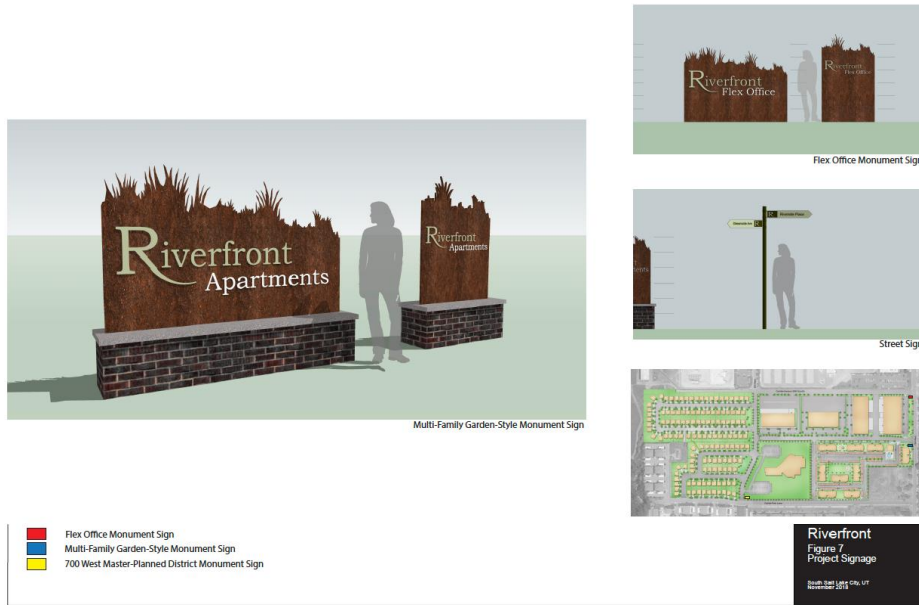 Riverfront
Apartments
Riverfront
Apartments
Multi-Family Garden-Style Monument Sign
Riverfront
Flex Office
Riverfront
Flex Office
Flex Office Monument Sign
Riverside Plaza
Street Sign
Flex Office Monument Sign
Multi-Family Garden-Style Monument Sign
700 West Master-Planned District Monument Sign
Riverfront
Figure 7
Project Signage
South Salt Lake City, UT
November 2018